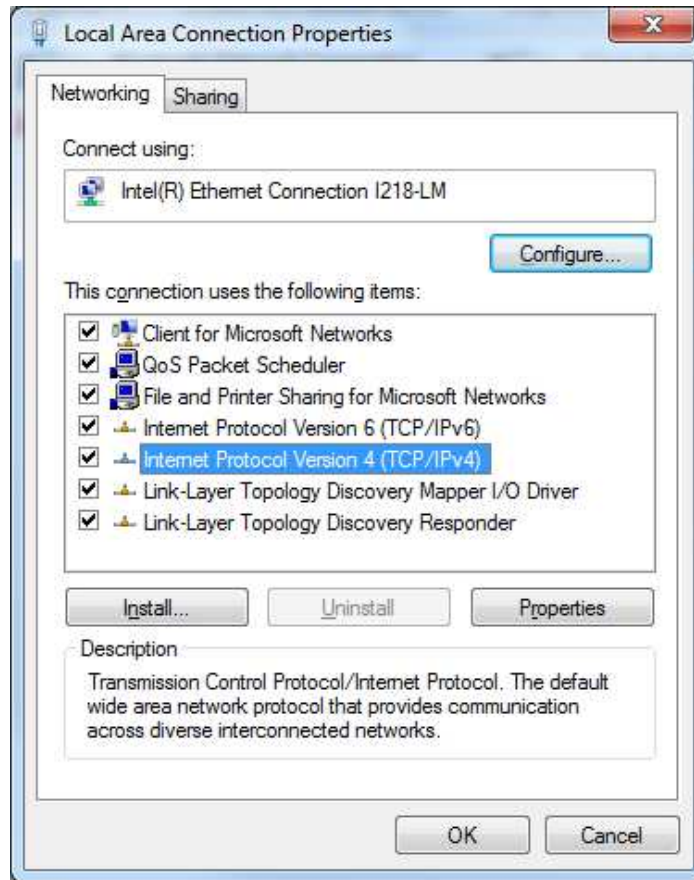 Local Area Connection Properties
Networking
Sharing
Connect using:
Intel(R) Ethernet Connection I218-LM
Configure...
This connection uses the following items:
Client for Microsoft Networks
QoS Packet Scheduler
File and Printer Sharing for Microsoft Networks
Internet Protocol Version 6 (TCP/IPv6)
Internet Protocol Version 4 (TCP/IPv4)
Link-Layer Topology Discovery Mapper I/O Driver
Link-Layer Topology Discovery Responder
Install...
Uninstall
Properties
Description
Transmission Control Protocol/Internet Protocol. The default
wide area network protocol that provides communication
across diverse interconnected networks.
OK
Cancel